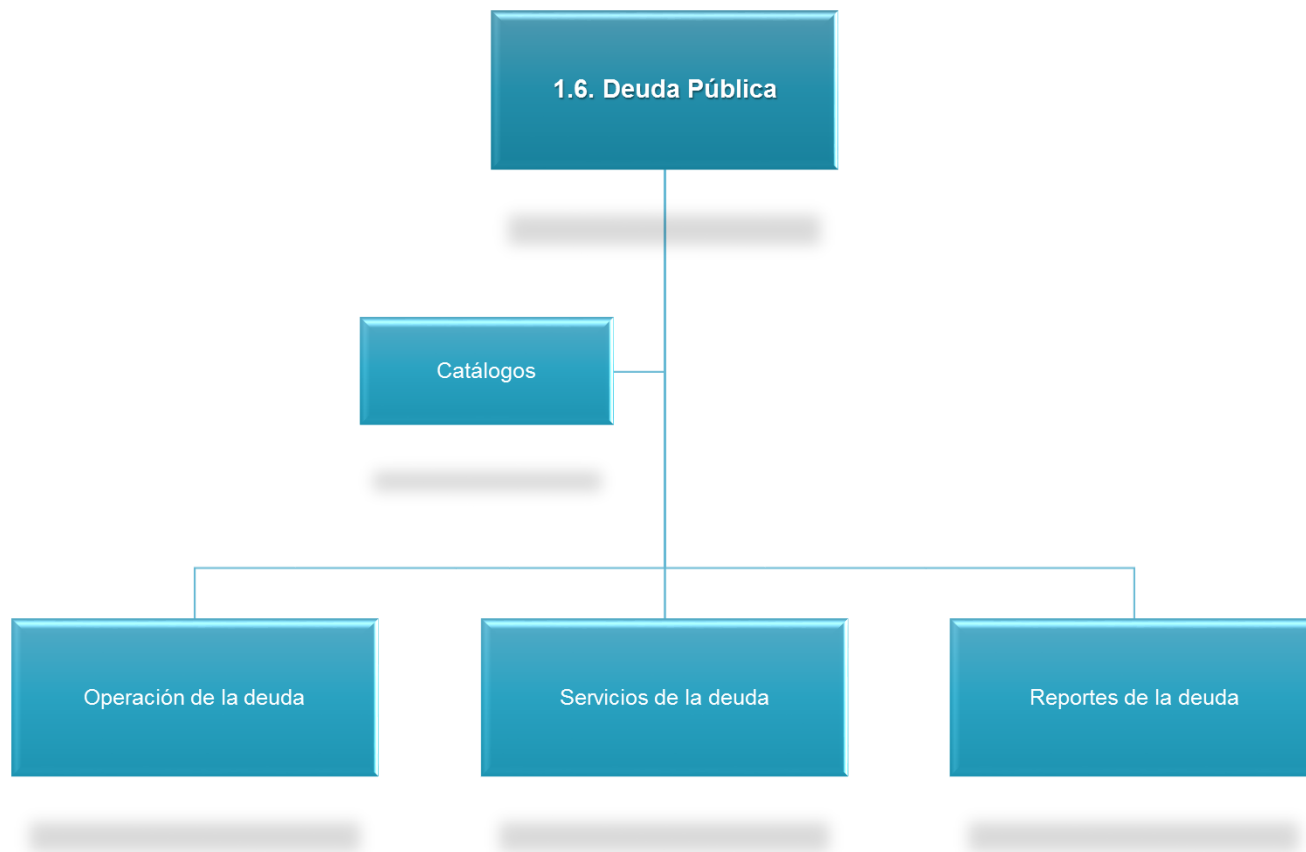 1.6. Deuda Pública
Catálogos
Operación de la deuda
Servicios de la deuda
Reportes de la deuda